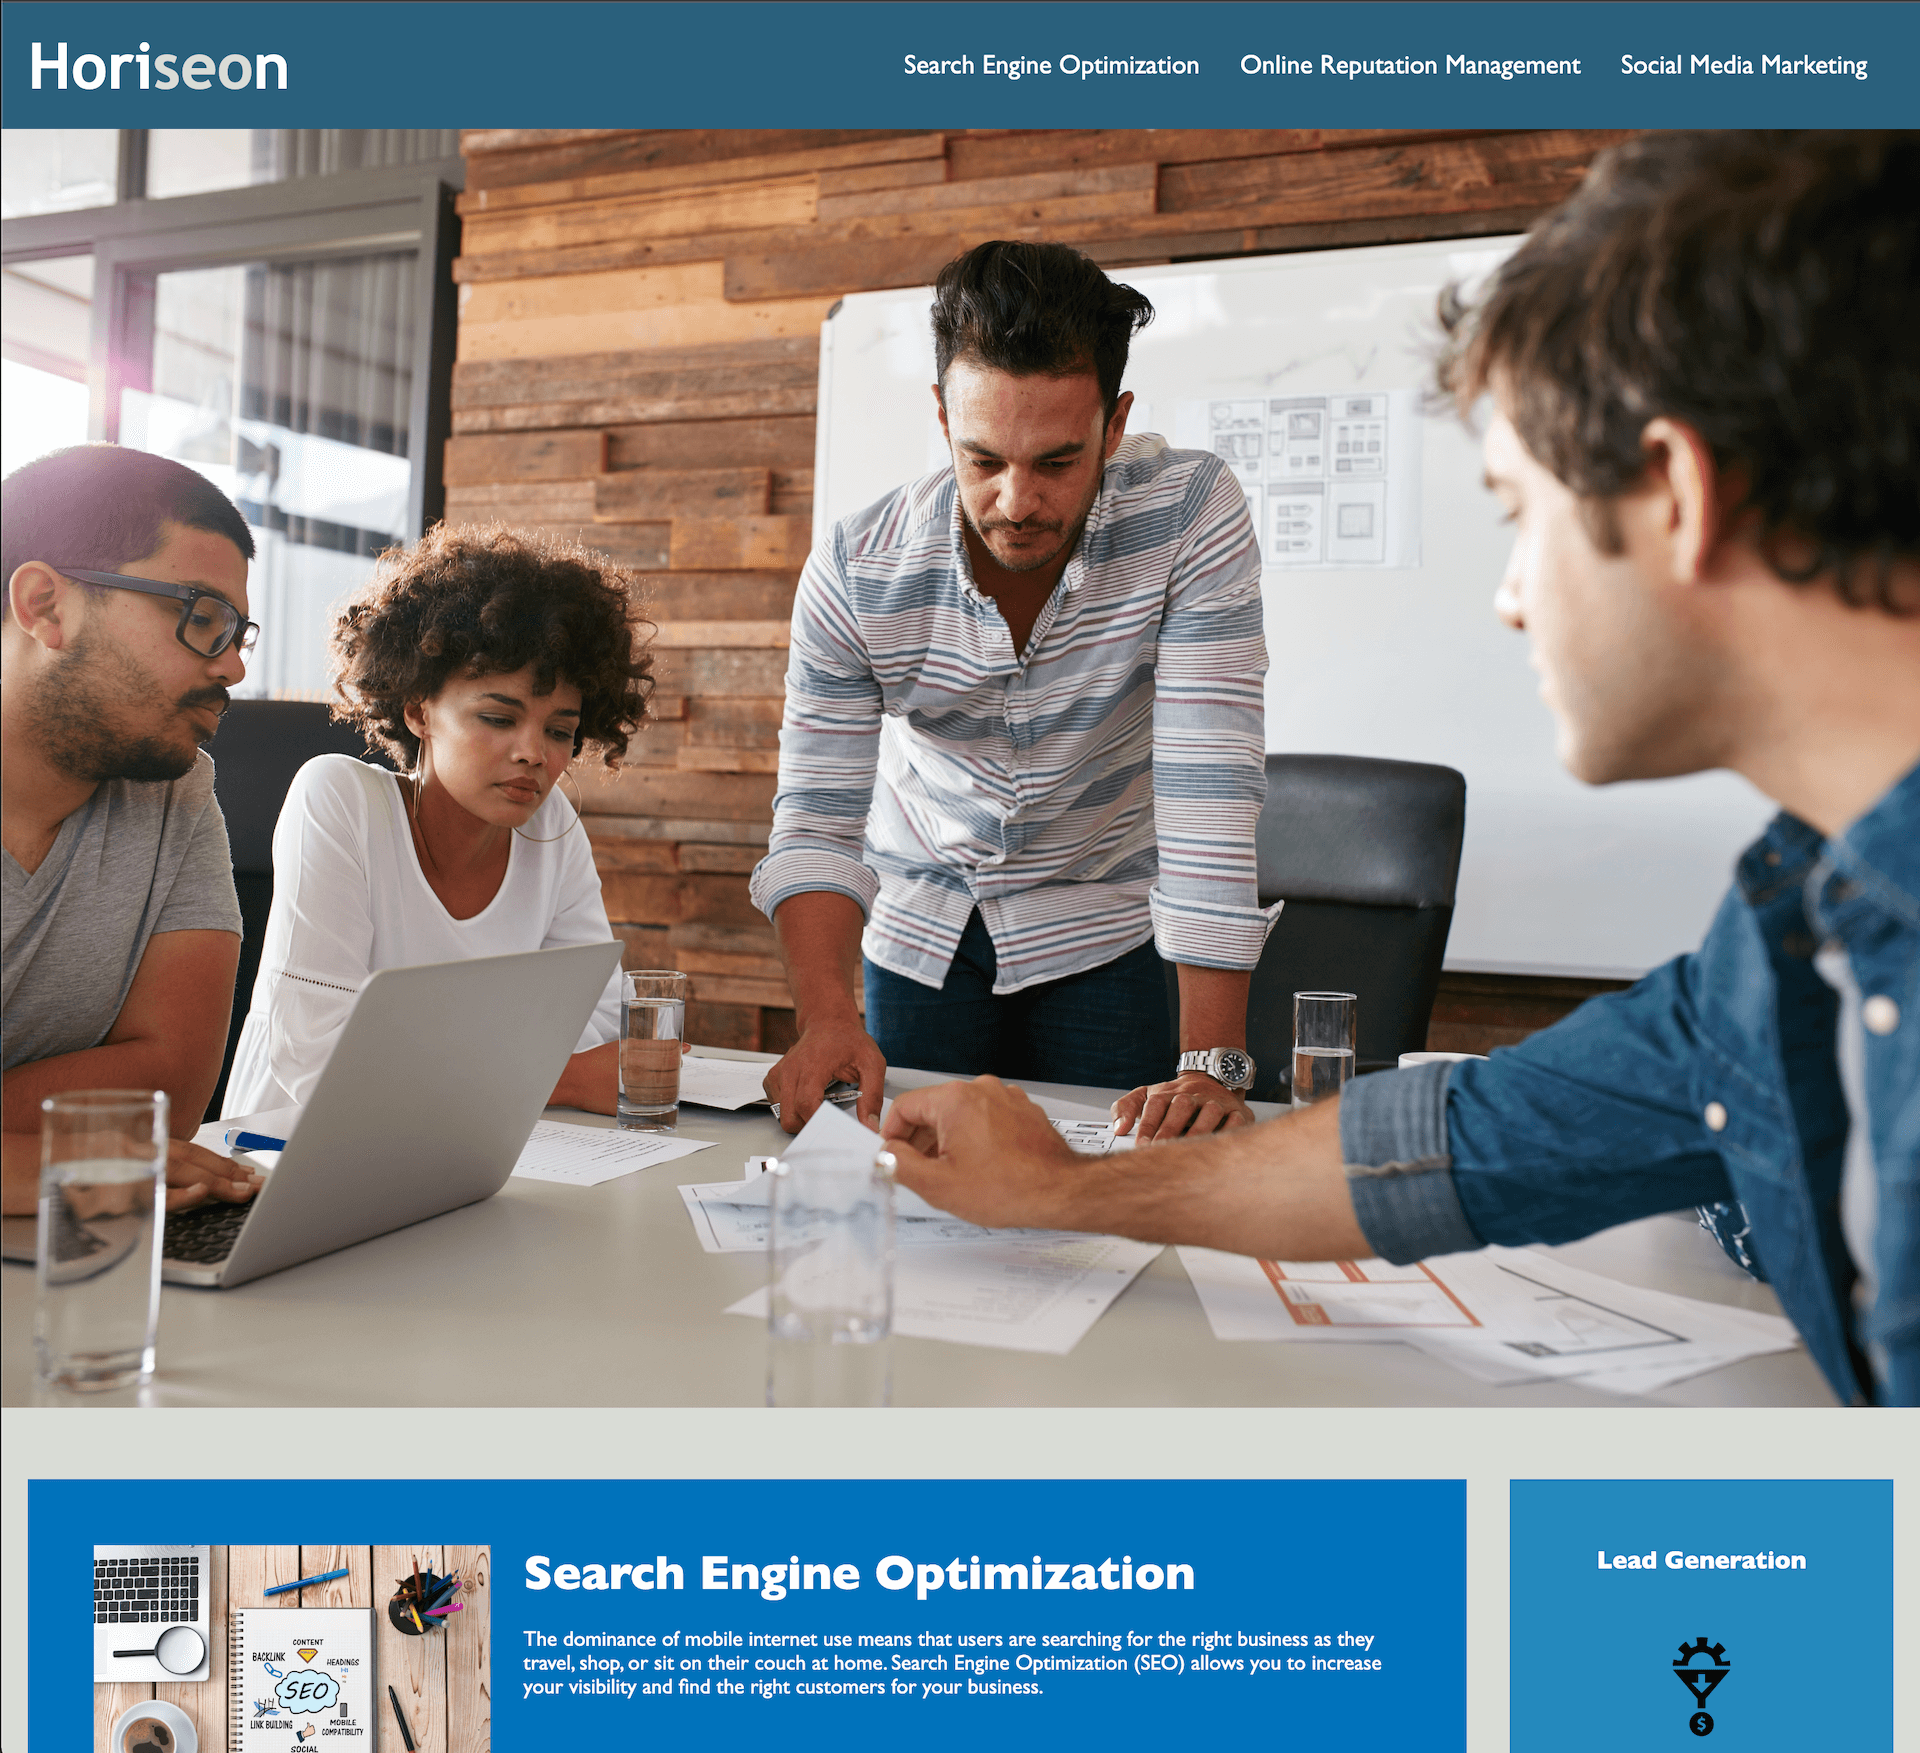 Horiseon
Search Engine Optimization
Online Reputation Management
Social Media Marketing
Search Engine Optimization
The dominance of mobile internet use means that users are searching for the right business as they
travel, shop, or sit on their couch at home. Search Engine Optimization (SEO) allows you to increase
your visibility and find the right customers for your business.
CONTENT
BACKLINK
HEADINGS
H1
SEO
LINK BUILDING
MOBILE
COMPATIBILITY
SOCIAL
Lead Generation
$